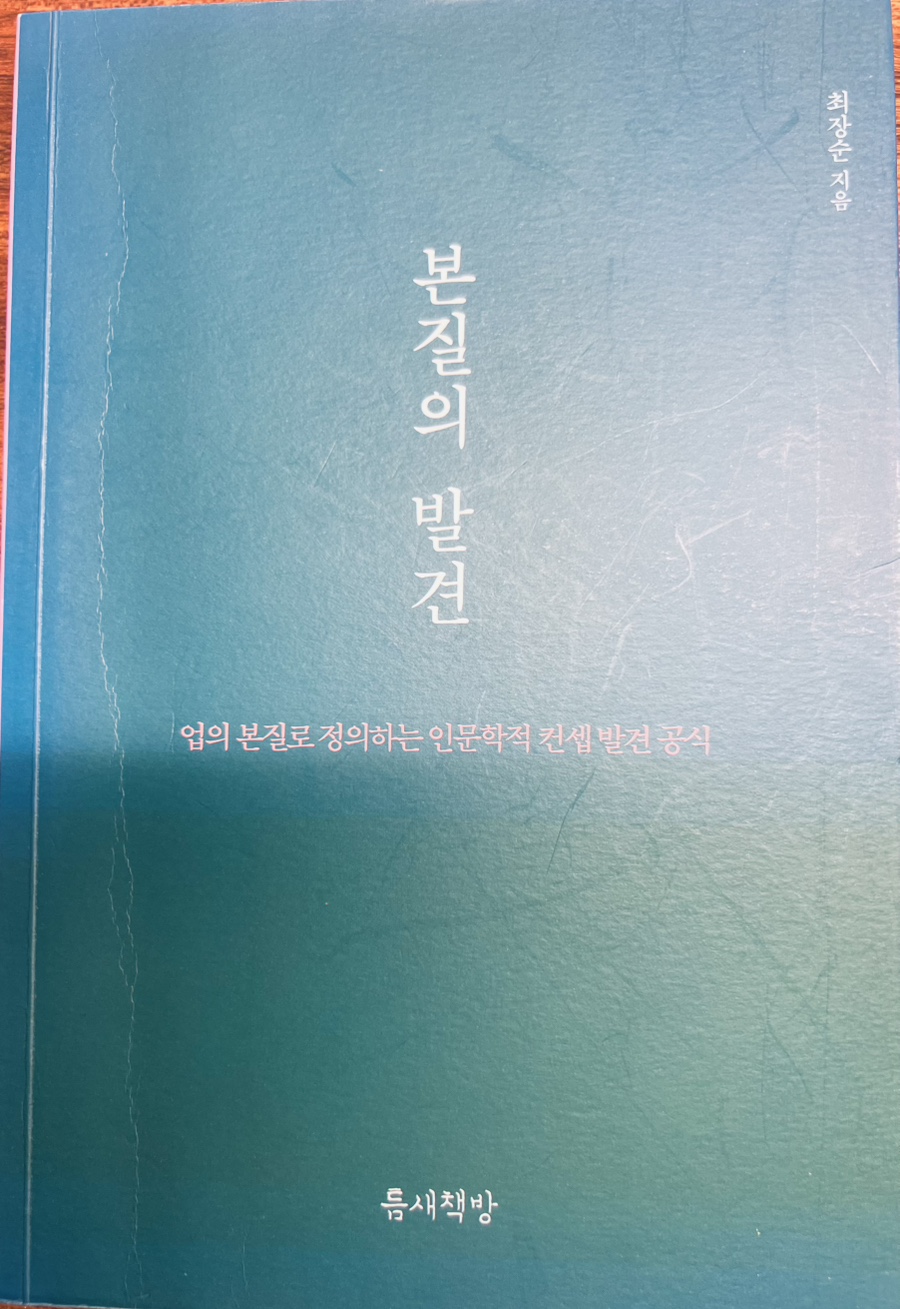 최장순 지음
본질의 발견
업의 본질로 정의하는 인문학적 컨셉 발견 공식
틈새책방